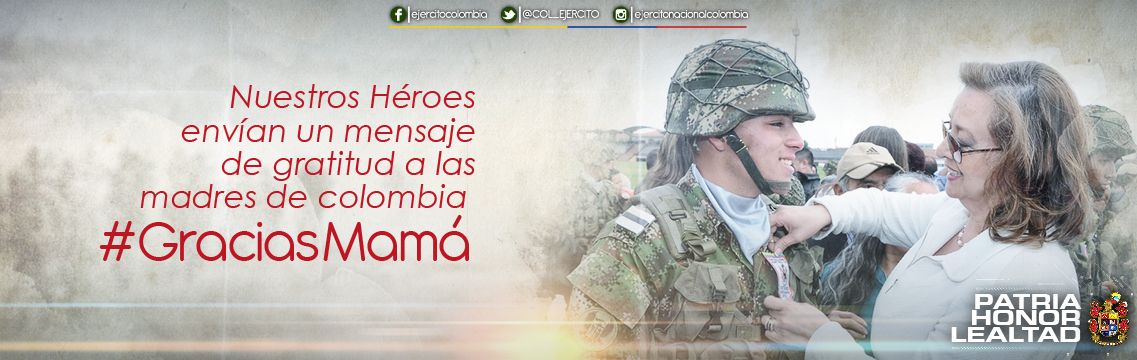 ejercitocolombia @COL_EJERCITO ejercitonacionalcolombia
Nuestros Héroes
envían un mensaje
de gratitud a las
madres de colombia
#GraciasMamá
PATRIA
HONOR
LEALTAD